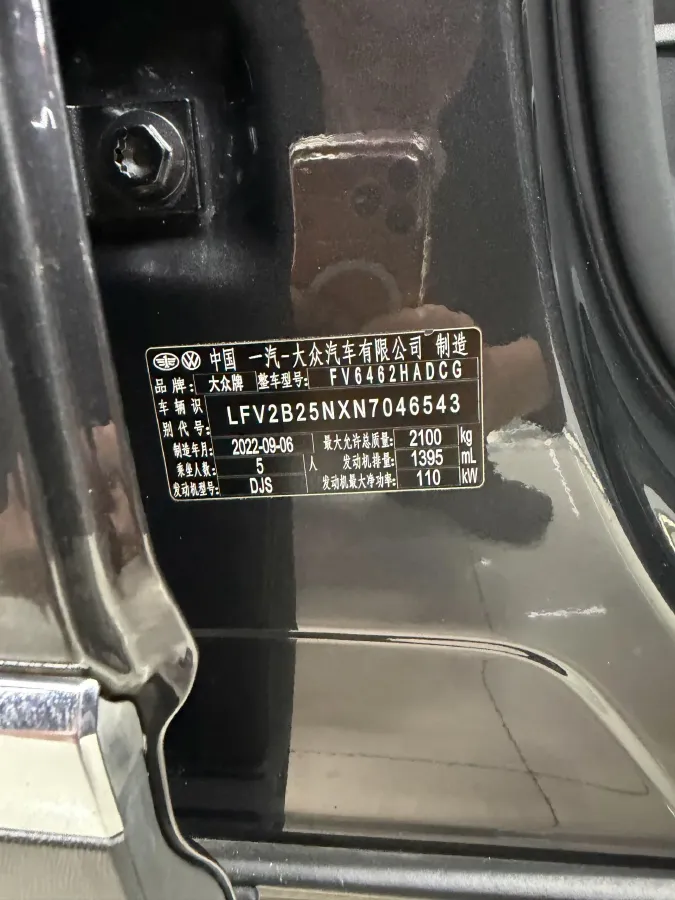 中国 一汽-大众汽车有限公司 制造
品牌: 大众牌 整车型号: FV6462HADCG
车辆识别代号: LFV2B25NXN7046543
制造年月: 2022-09-06 最大允许总质量: 2100 kg
乘坐人数: 5 人 发动机排量: 1395 mL
发动机型号: DJS 发动机最大净功率: 110 kW